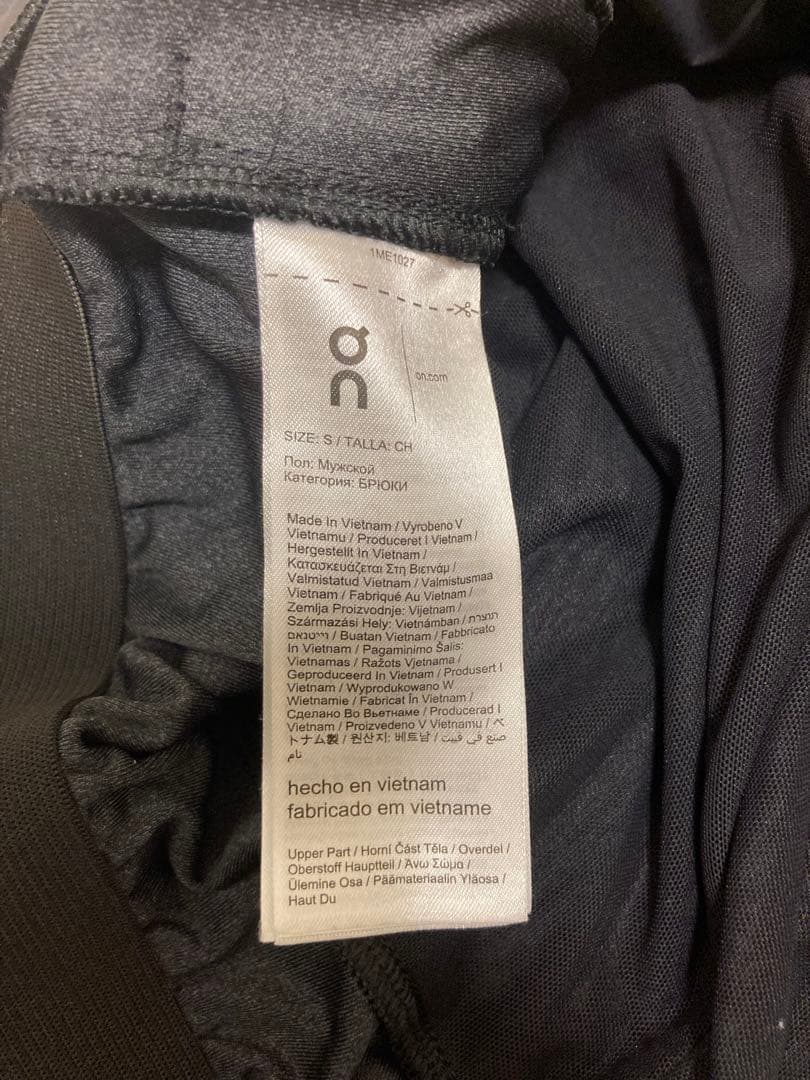 1ME1027
on
on.com
SIZE: S / TALLA: CH
Пол: Мужской
Категория: БРЮКИ
Made In Vietnam / Vyrobeno V
Vietnamu / Produceret I Vietnam /
Hergestellt In Vietnam /
Κατασκευάζεται Στη Βιετνάμ /
Valmistatud Vietnam / Valmistusmaa
Vietnam / Fabriqué Au Vietnam /
Zemlja Proizvodnje: Vijetnam /
Származási Hely: Vietnámban / תוצרת
וייטנאם / Buatan Vietnam / Fabbricato
In Vietnam / Pagaminimo Šalis:
Vietnamas / Ražots Vjetnama /
Geproduceerd In Vietnam / Produsert I
Vietnam / Wyprodukowano W
Wietnamie / Fabricat În Vietnam /
Сделано Во Вьетнаме / Producerad I
Vietnam / Proizvedeno V Vietnamu / ベ
トナム製 / 원산지: 베트남 / صنع في فييت
نام
hecho en vietnam
fabricado em vietname
Upper Part / Horní Část Těla / Overdel /
Oberstoff Hauptteil / Άνω Σώμα /
Ülemine Osa / Päämateriaalin Yläosa /
Haut Du